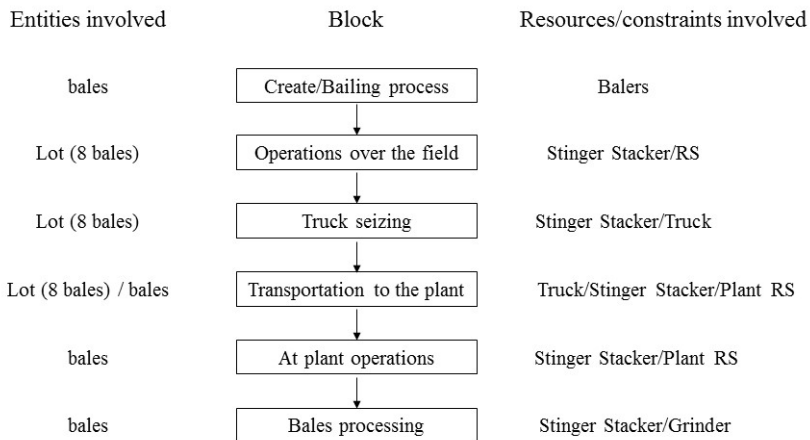 Entities involved Block Resources/constraints involved
bales Create/Bailing process Balers
Lot (8 bales) Operations over the field Stinger Stacker/RS
Lot (8 bales) Truck seizing Stinger Stacker/Truck
Lot (8 bales) / bales Transportation to the plant Truck/Stinger Stacker/Plant RS
bales At plant operations Stinger Stacker/Plant RS
bales Bales processing Stinger Stacker/Grinder